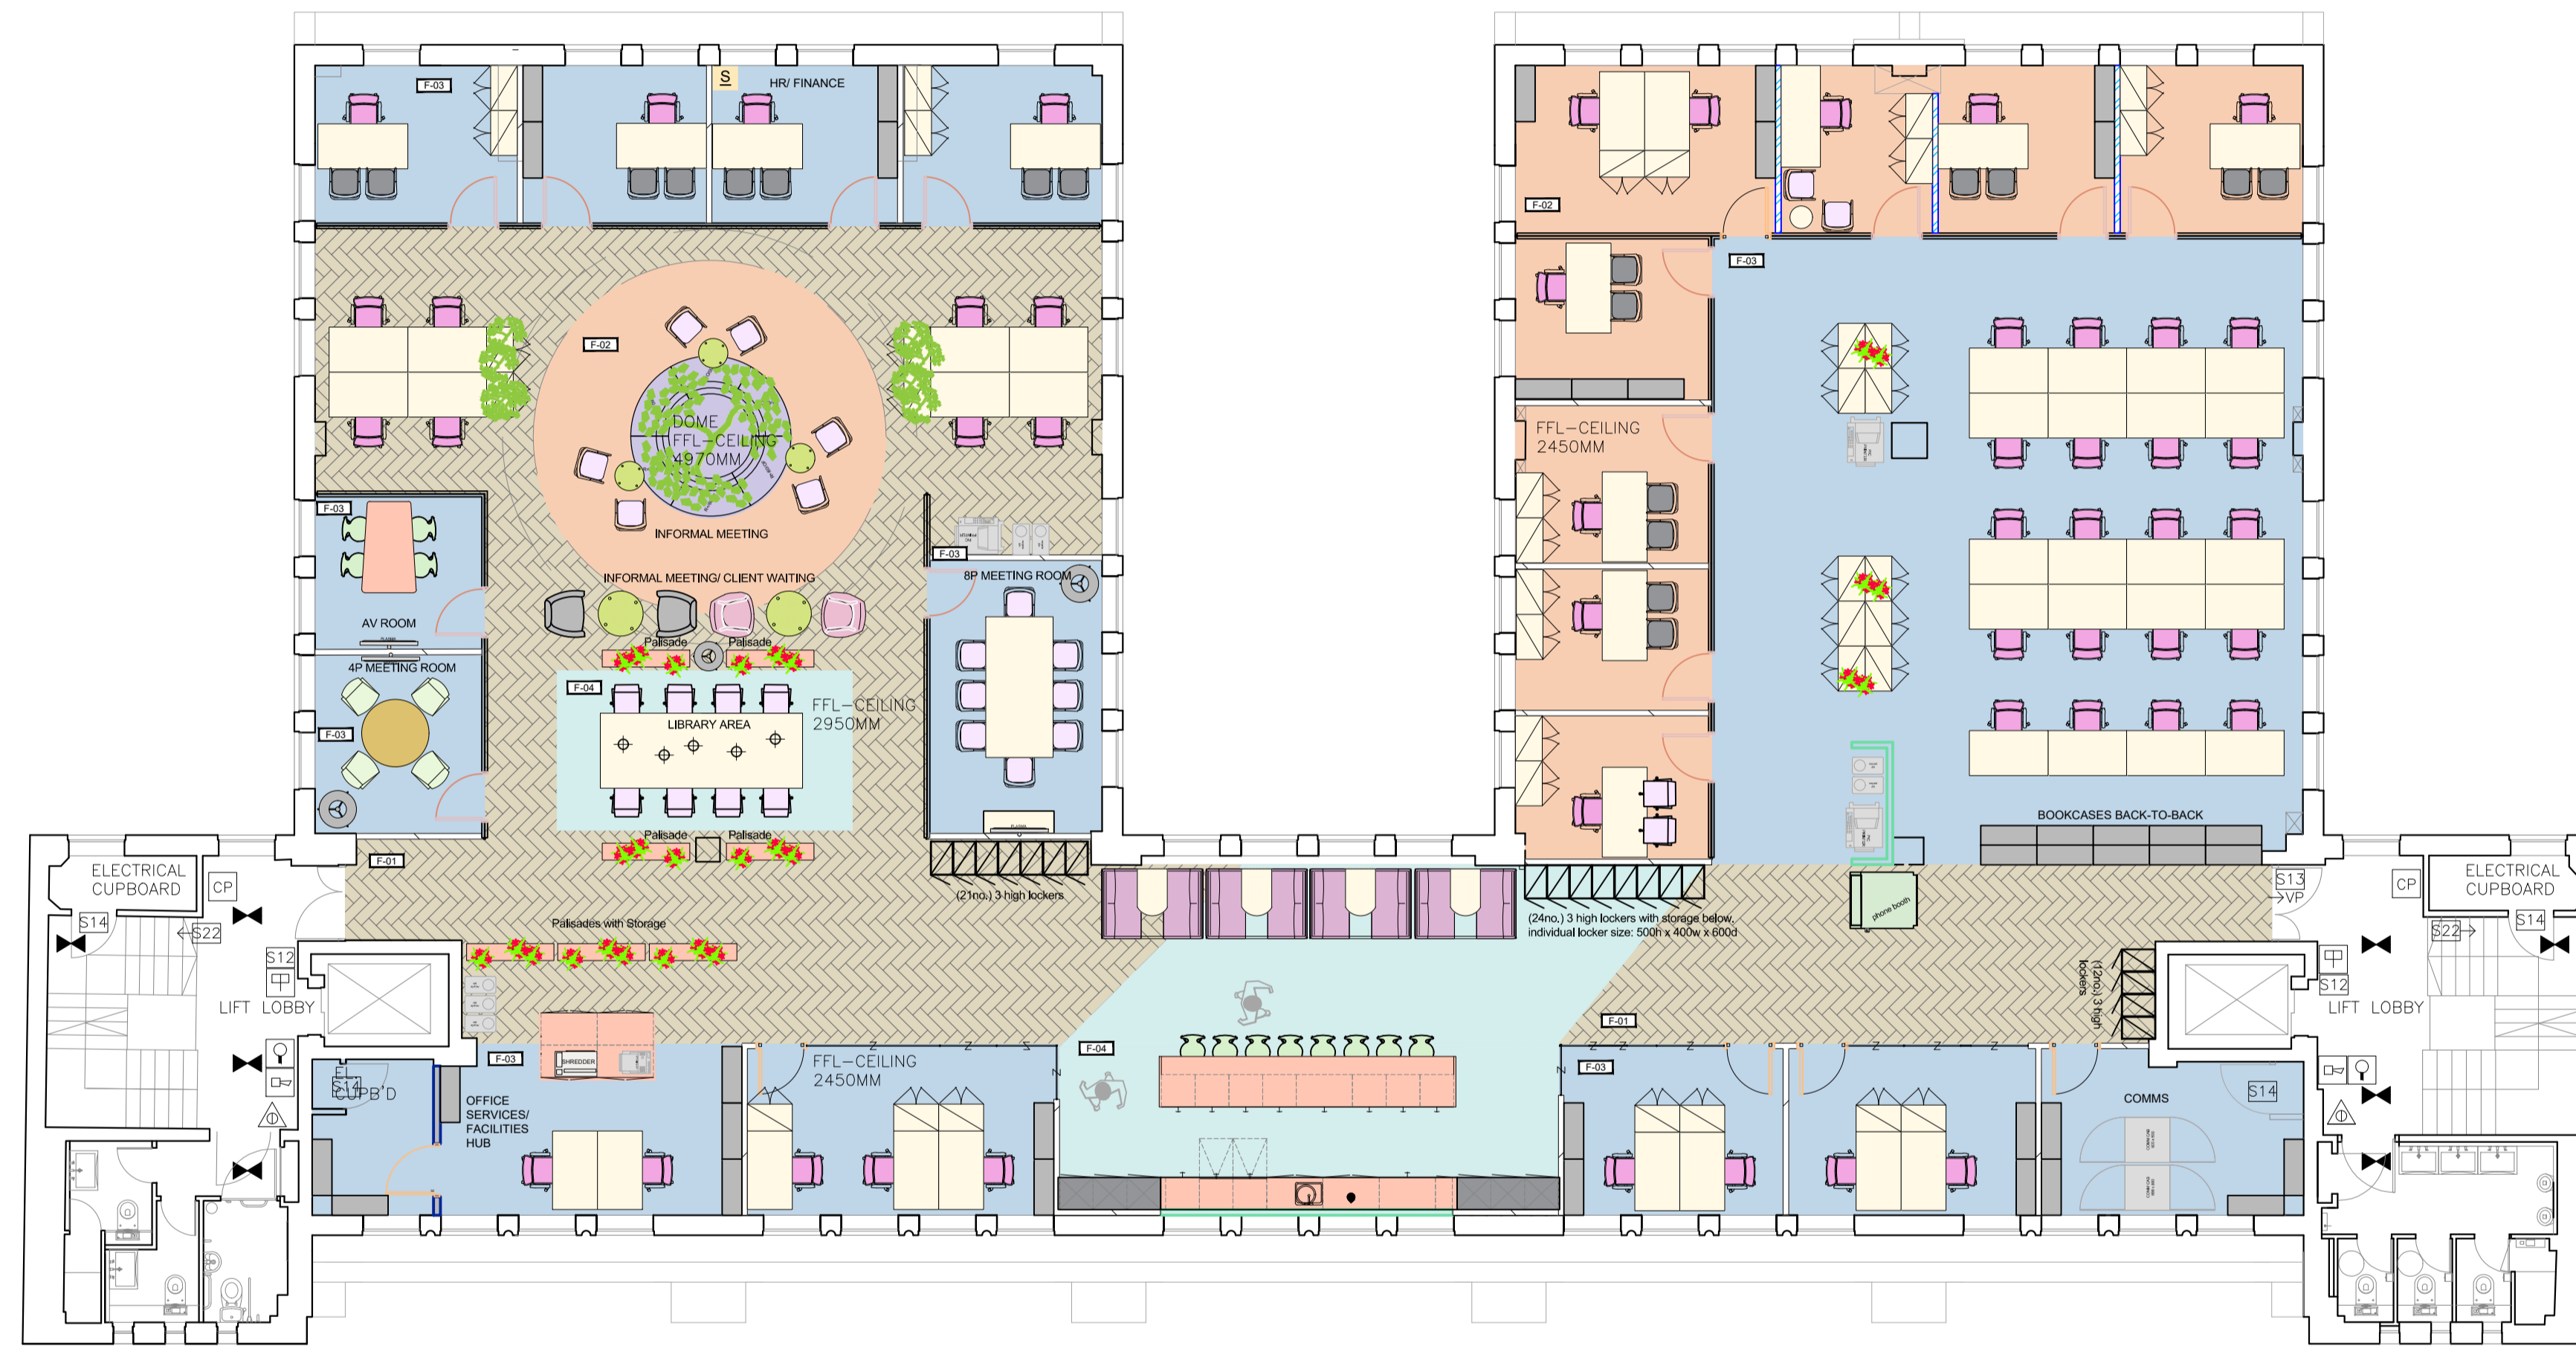 F-03
S
HR/ FINANCE
F-02
F-02
F-03
DOME
FFL-CEILING
4970MM
INFORMAL MEETING
INFORMAL MEETING/ CLIENT WAITING
F-03
F-03
8P MEETING ROOM
AV ROOM
4P MEETING ROOM
F-03
Palisade
Palisade
F-04
LIBRARY AREA
FFL-CEILING
2950MM
Palisade
Palisade
FFL-CEILING
2450MM
BOOKCASES BACK-TO-BACK
F-01
ELECTRICAL
CUPBOARD
CP
S14
S22
S12
LIFT LOBBY
(21no.) 3 high lockers
Palisades with Storage
(24no.) 3 high lockers with storage below.
individual locker size: 500h x 400w x 600d
phone booth
(12no.) 3 high
lockers
S13
VP
CP
ELECTRICAL
CUPBOARD
S14
S22
S12
LIFT LOBBY
F-03
SHREDDER
FFL-CEILING
2450MM
F-04
F-01
F-03
EL.
CUPB'D
S14
OFFICE
SERVICES/
FACILITIES
HUB
COMMS
S14